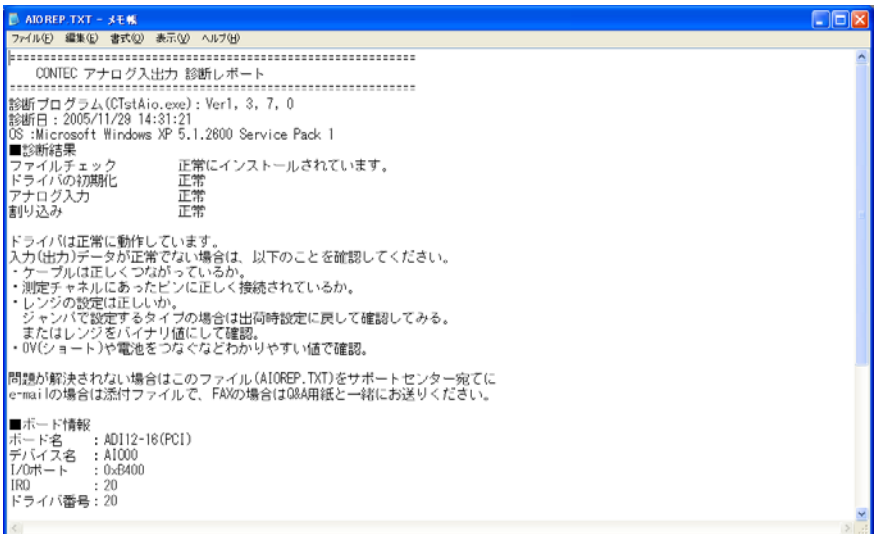 AIOREP.TXT - メモ帳
ファイル(F) 編集(E) 書式(O) 表示(V) ヘルプ(H)
============================================================
CONTEC アナログ入出力 診断レポート
============================================================
診断プログラム(CTstAio.exe) : Ver1, 3, 7, 0
診断日 : 2005/11/29 14:31:21
OS :Microsoft Windows XP 5.1.2600 Service Pack 1
■診断結果
ファイルチェック 正常にインストールされています。
ドライバの初期化 正常
アナログ入力 正常
割り込み 正常
ドライバは正常に動作しています。
入力(出力)データが正常でない場合は、以下のことを確認してください。
・ケーブルは正しくつながっているか。
・測定チャネルにあったピンに正しく接続されているか。
・レンジの設定は正しいか。
ジャンパで設定するタイプの場合は出荷時設定に戻して確認してみる。
またはレンジをバイナリ値にして確認。
・0V(ショート)や電池をつなぐなどわかりやすい値で確認。
問題が解決されない場合はこのファイル(AIOREP.TXT)をサポートセンター宛てに
e-mailの場合は添付ファイルで、FAXの場合はQ&A用紙と一緒にお送りください。
■ボード情報
ボード名 : ADI12-16(PCI)
デバイス名 : AIO00
I/Oポート : 0xB400
IRQ : 20
ドライバ番号 : 20